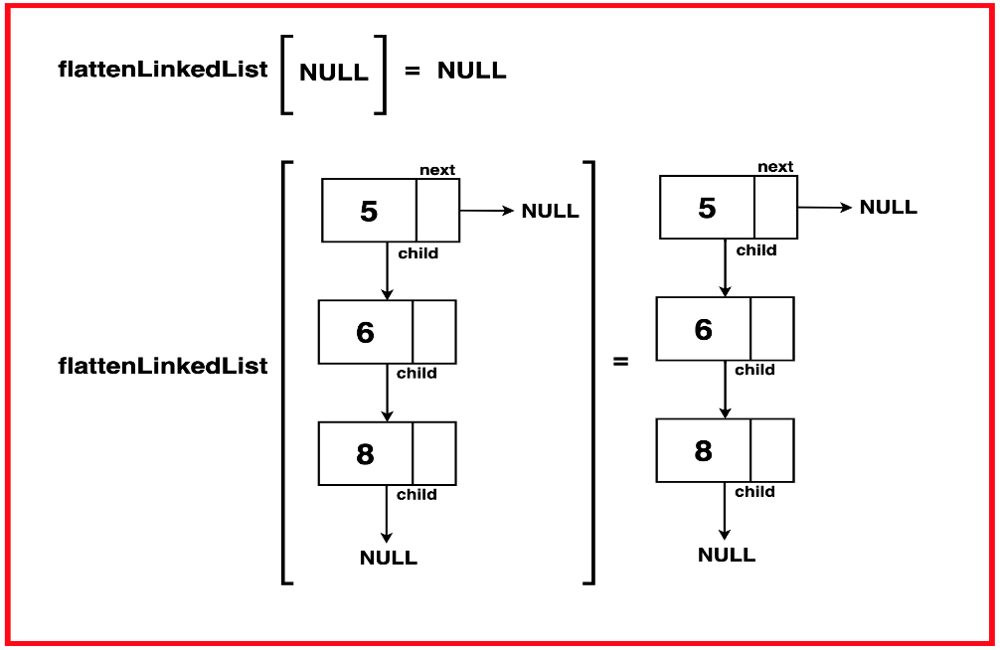 flattenLinkedList [ NULL ] = NULL
next next
5 NULL 5 NULL
child child
6 6
flattenLinkedList =
child child
8 8
child child
NULL NULL